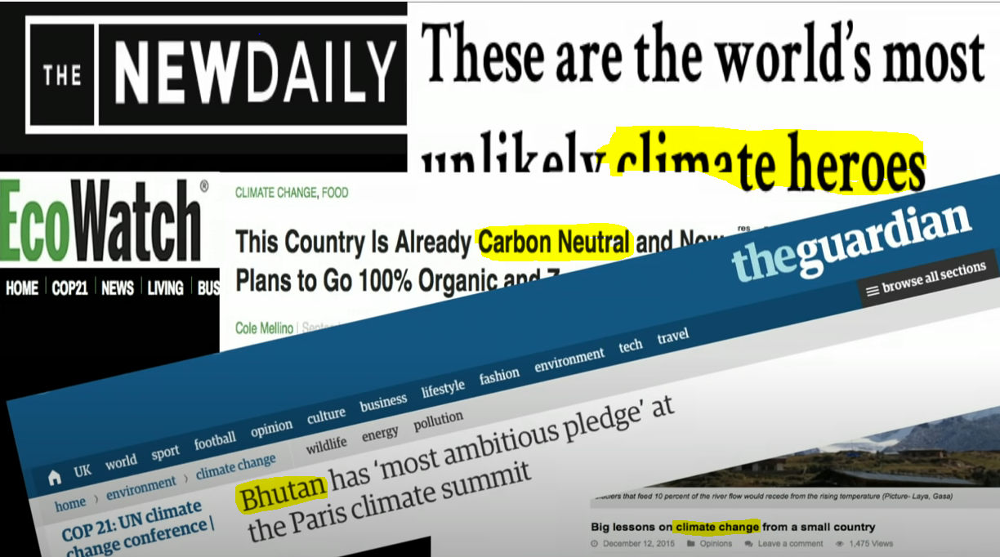 THE NEWDAILY
These are the world's most
unlikely climate heroes
EcoWatch®
HOME | COP21 | NEWS | LIVING | BUS
CLIMATE CHANGE, FOOD
This Country Is Already Carbon Neutral and Now
Plans to Go 100% Organic and
Cole Mellino |
res
theguardian
browse all sections
UK world sport football opinion culture business lifestyle fashion environment tech travel
home › environment › climate change
wildlife energy pollution
COP 21: UN climate
change conference |
Bhutan has 'most ambitious pledge' at
the Paris climate summit
that feed 10 percent of the river flow would recede from the rising temperature (Picture- Laya, Gasa)
Big lessons on climate change from a small country
December 12, 2015 Opinions Leave a comment 1,475 Views